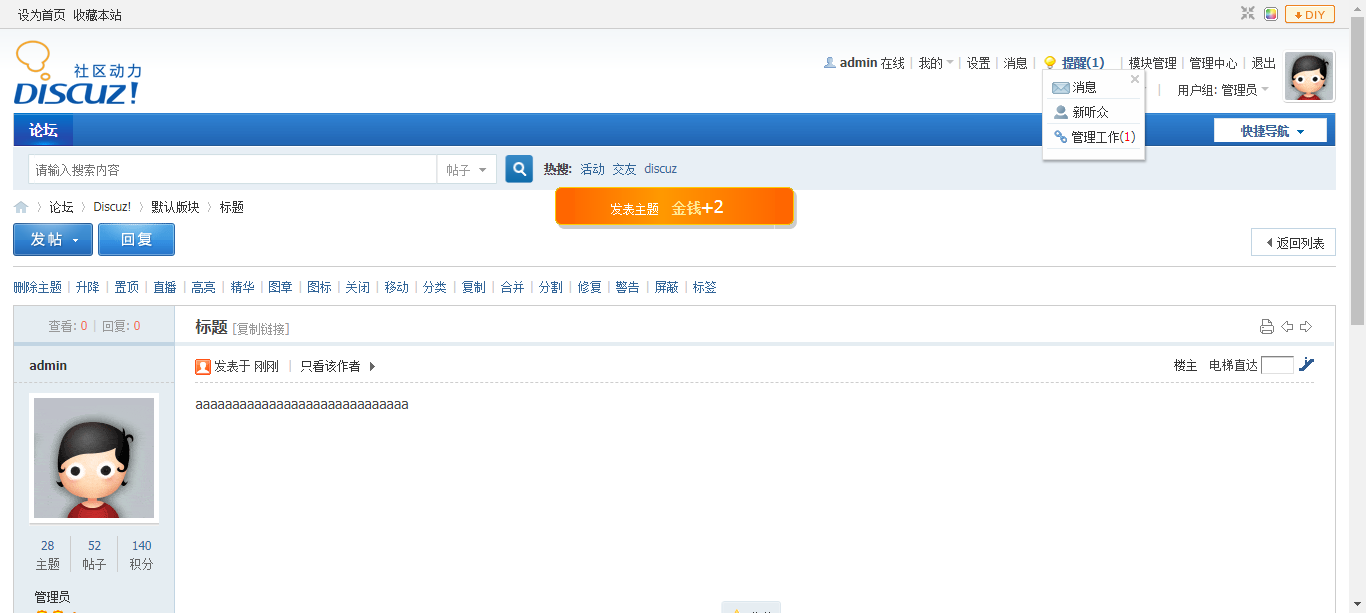 设为首页 收藏本站
DIY
社区动力
DISCUZ!
admin 在线 | 我的 | 设置 | 消息 | 提醒(1) | 模块管理 | 管理中心 | 退出
消息
| 用户组: 管理员
新听众
管理工作(1)
论坛
快捷导航
请输入搜索内容 帖子 热搜: 活动 交友 discuz
发表主题 金钱+2
论坛 〉 Discuz! 〉 默认版块 〉 标题
发帖 回复
返回列表
删除主题 | 升降 | 置顶 | 直播 | 高亮 | 精华 | 图章 | 图标 | 关闭 | 移动 | 分类 | 复制 | 合并 | 分割 | 修复 | 警告 | 屏蔽 | 标签
查看: 0 | 回复: 0
标题 [复制链接]
admin
发表于 刚刚 | 只看该作者
楼主 电梯直达
aaaaaaaaaaaaaaaaaaaaaaaaaaaaa
28 52 140
主题 帖子 积分
管理员